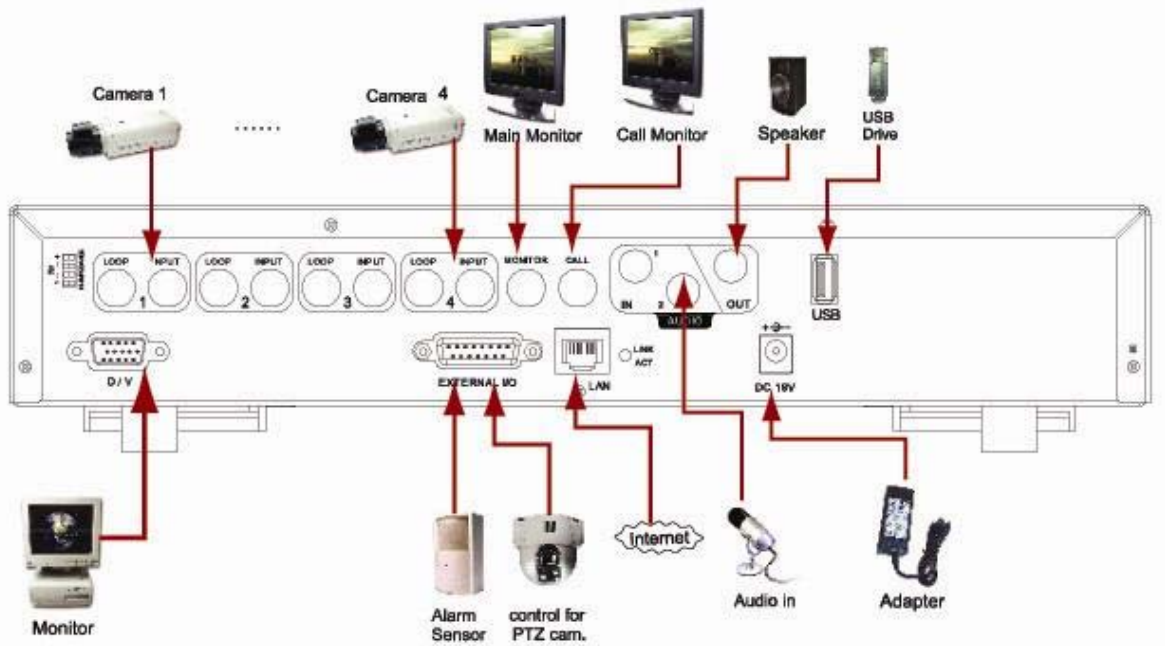 Camera 1
......
Camera 4
Main Monitor
Call Monitor
Speaker
USB
Drive
LOOP
INPUT
1
LOOP
INPUT
2
LOOP
INPUT
3
LOOP
INPUT
4
MONITOR
CALL
1
IN
2
OUT
AUDIO
USB
D / V
EXTERNAL I/O
LAN
LINK
ACT
DC 19V
Monitor
Alarm
Sensor
control for
PTZ cam.
Internet
Audio in
Adapter